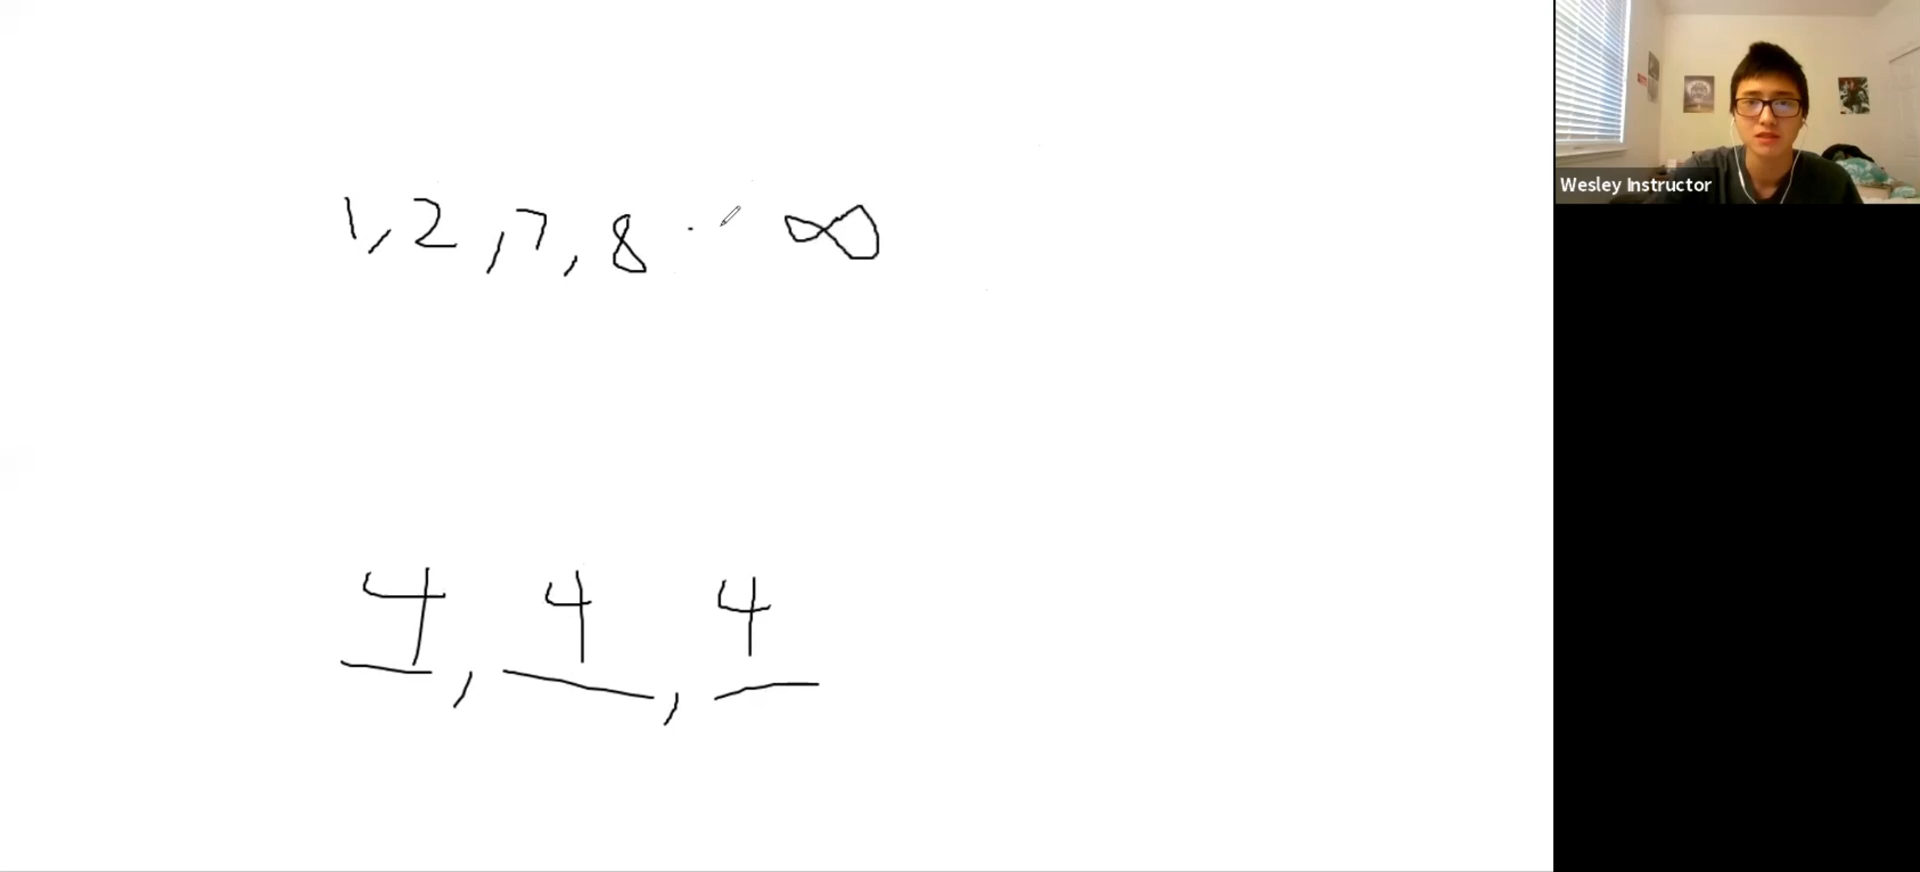 1, 2, 7, 8 . . ∞
Wesley Instructor
4, 4, 4